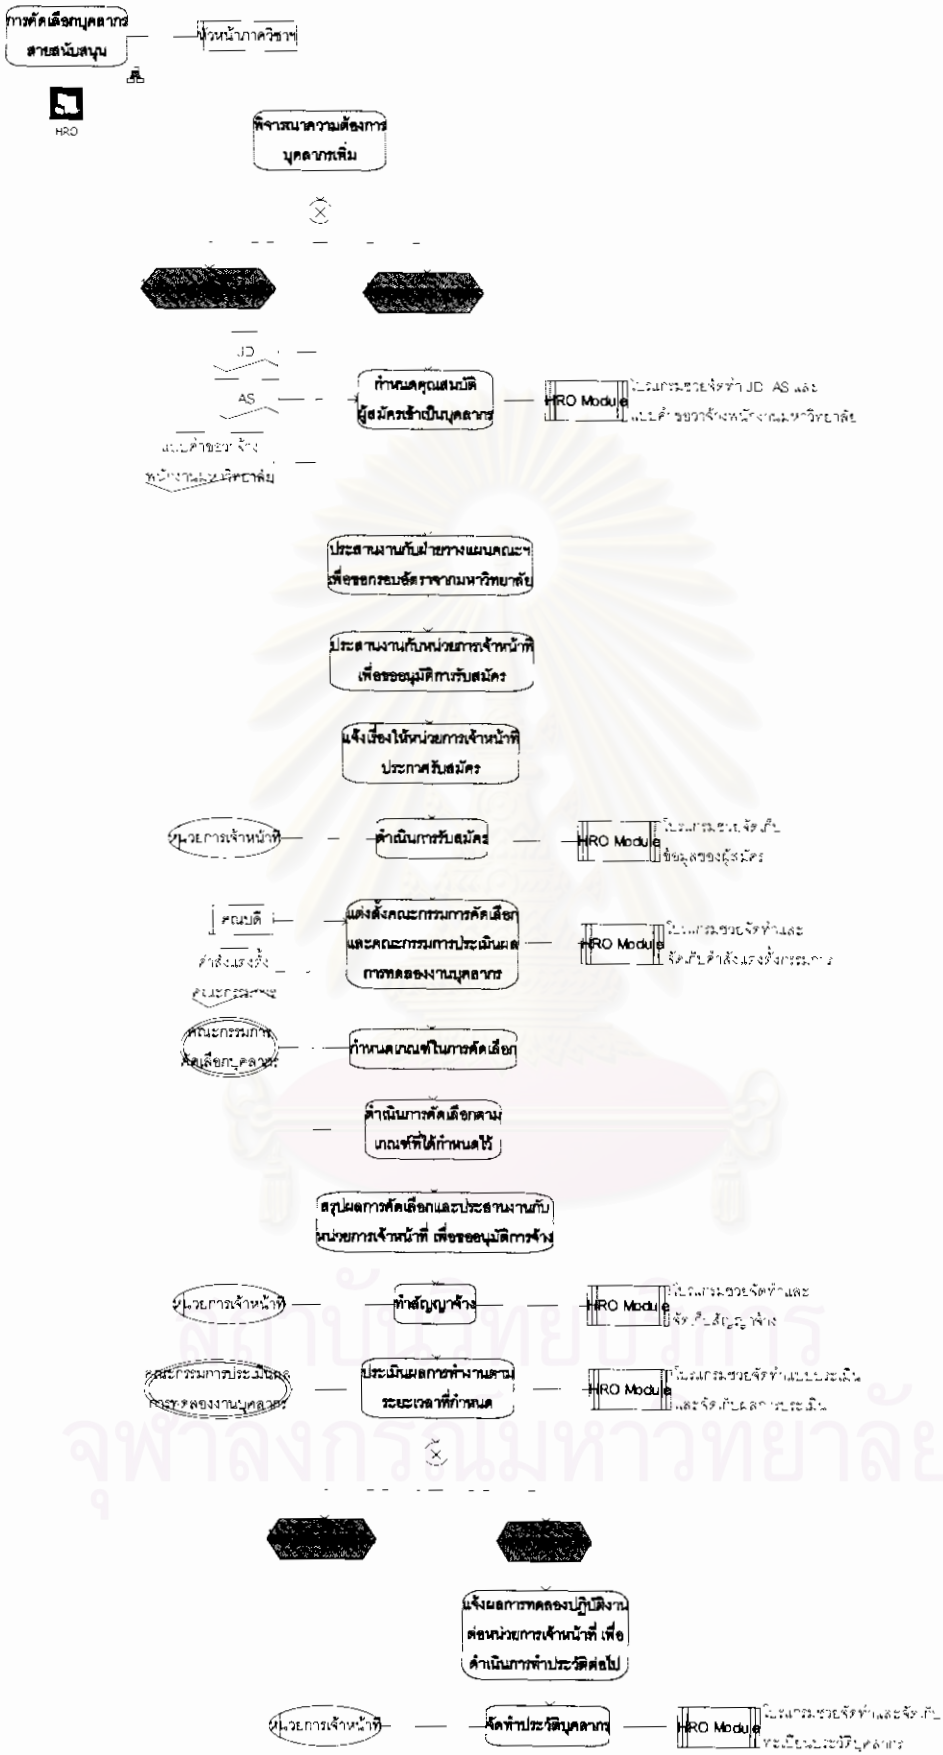 การคัดเลือกบุคลากร
สายสนับสนุน
หัวหน้าภาควิชาฯ
HRO
พิจารณาความต้องการ
บุคลากรเพิ่ม
JD
AS
กำหนดคุณสมบัติ
ผู้สมัครเข้าเป็นบุคลากร
HRO Module
โปรแกรมช่วยจัดทำ JD AS และ
แบบคำขอว่าจ้างพนักงานมหาวิทยาลัย
แบบคำขอว่าจ้าง
พนักงานมหาวิทยาลัย
ประสานงานกับฝ่ายวางแผนคณะฯ
เพื่อขอกรอบอัตราจากมหาวิทยาลัย
ประสานงานกับหน่วยการเจ้าหน้าที่
เพื่อขออนุมัติการรับสมัคร
แจ้งเรื่องให้หน่วยการเจ้าหน้าที่
ประกาศรับสมัคร
หน่วยการเจ้าหน้าที่
ดำเนินการรับสมัคร
HRO Module
โปรแกรมช่วยจัดเก็บ
ข้อมูลของผู้สมัคร
คณบดี
แต่งตั้งคณะกรรมการคัดเลือก
และคณะกรรมการประเมินผล
การทดลองงานบุคลากร
HRO Module
โปรแกรมช่วยจัดทำและ
จัดเก็บคำสั่งแต่งตั้งกรรมการ
คำสั่งแต่งตั้ง
คณะกรรมการ
คัดเลือกบุคลากร
กำหนดเกณฑ์ในการคัดเลือก
ดำเนินการคัดเลือกตาม
เกณฑ์ที่ได้กำหนดไว้
สรุปผลการคัดเลือกและประสานงานกับ
หน่วยการเจ้าหน้าที่ เพื่อขออนุมัติการจ้าง
หน่วยการเจ้าหน้าที่
ทำสัญญาจ้าง
HRO Module
โปรแกรมช่วยจัดทำและ
จัดเก็บสัญญาจ้าง
คณะกรรมการประเมินผล
การทดลองงานบุคลากร
ประเมินผลการทำงานตาม
ระยะเวลาที่กำหนด
HRO Module
โปรแกรมช่วยจัดทำแบบประเมิน
และจัดเก็บผลการประเมิน
สถาบันวิทยบริการ
จุฬาลงกรณ์มหาวิทยาลัย
แจ้งผลการทดลองปฏิบัติงาน
ต่อหน่วยการเจ้าหน้าที่ เพื่อ
ดำเนินการทำประวัติต่อไป
หน่วยการเจ้าหน้าที่
จัดทำประวัติบุคลากร
HRO Module
โปรแกรมช่วยจัดทำและจัดเก็บ
ทะเบียนประวัติบุคลากร